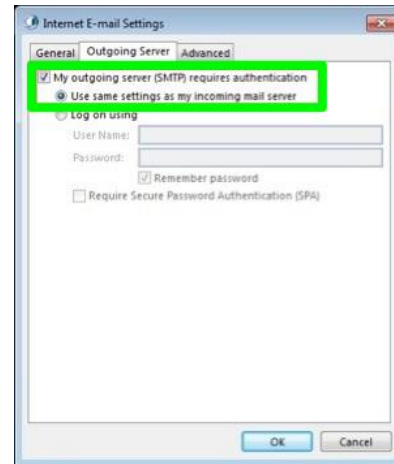 Internet E-mail Settings
General Outgoing Server Advanced
My outgoing server (SMTP) requires authentication
Use same settings as my incoming mail server
Log on using
User Name:
Password:
Remember password
Require Secure Password Authentication (SPA)
OK Cancel